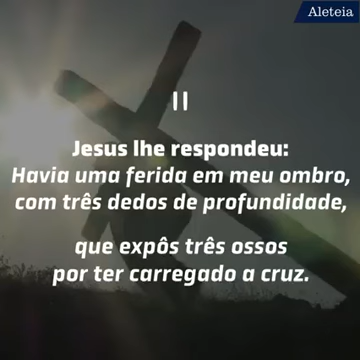 Aleteia
"
Jesus lhe respondeu:
Havia uma ferida em meu ombro,
com três dedos de profundidade,
que expôs três ossos
por ter carregado a cruz.